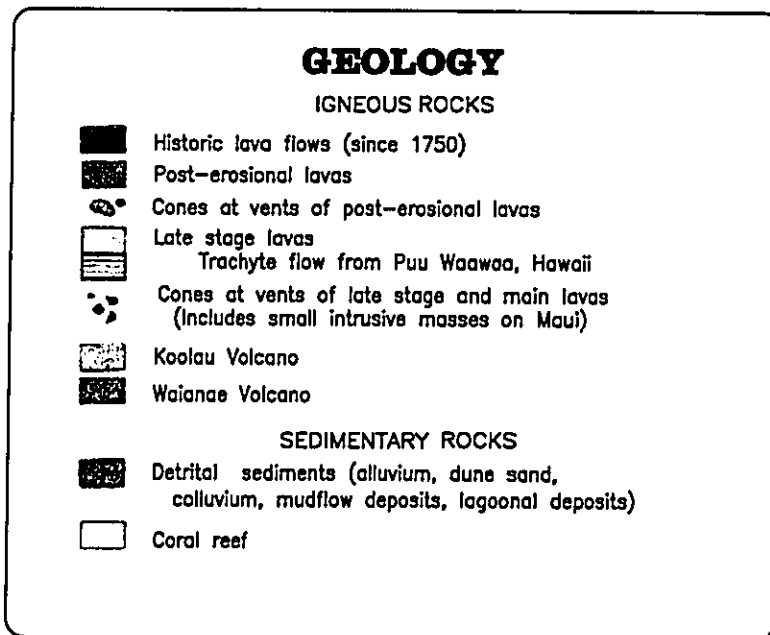 GEOLOGY
IGNEOUS ROCKS
Historic lava flows (since 1750)
Post-erosional lavas
Cones at vents of post-erosional lavas
Late stage lavas
Trachyte flow from Puu Waawaa, Hawaii
Cones at vents of late stage and main lavas
(Includes small intrusive masses on Maui)
Koolau Volcano
Waianae Volcano
SEDIMENTARY ROCKS
Detrital sediments (alluvium, dune sand,
colluvium, mudflow deposits, lagoonal deposits)
Coral reef